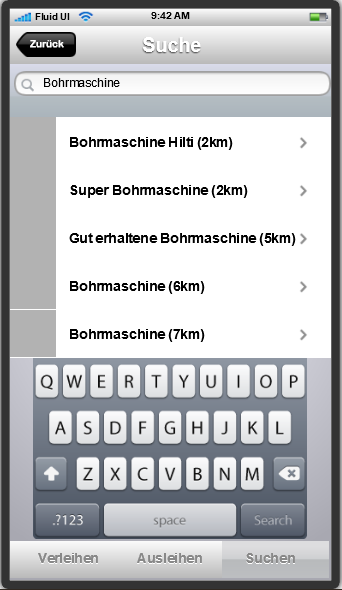 Fluid UI 9:42 AM
Zurück Suche
Bohrmaschine
Bohrmaschine Hilti (2km)
Super Bohrmaschine (2km)
Gut erhaltene Bohrmaschine (5km)
Bohrmaschine (6km)
Bohrmaschine (7km)
Q W E R T Y U I O P
A S D F G H J K L
Z X C V B N M
.?123 space Search
Verleihen Ausleihen Suchen